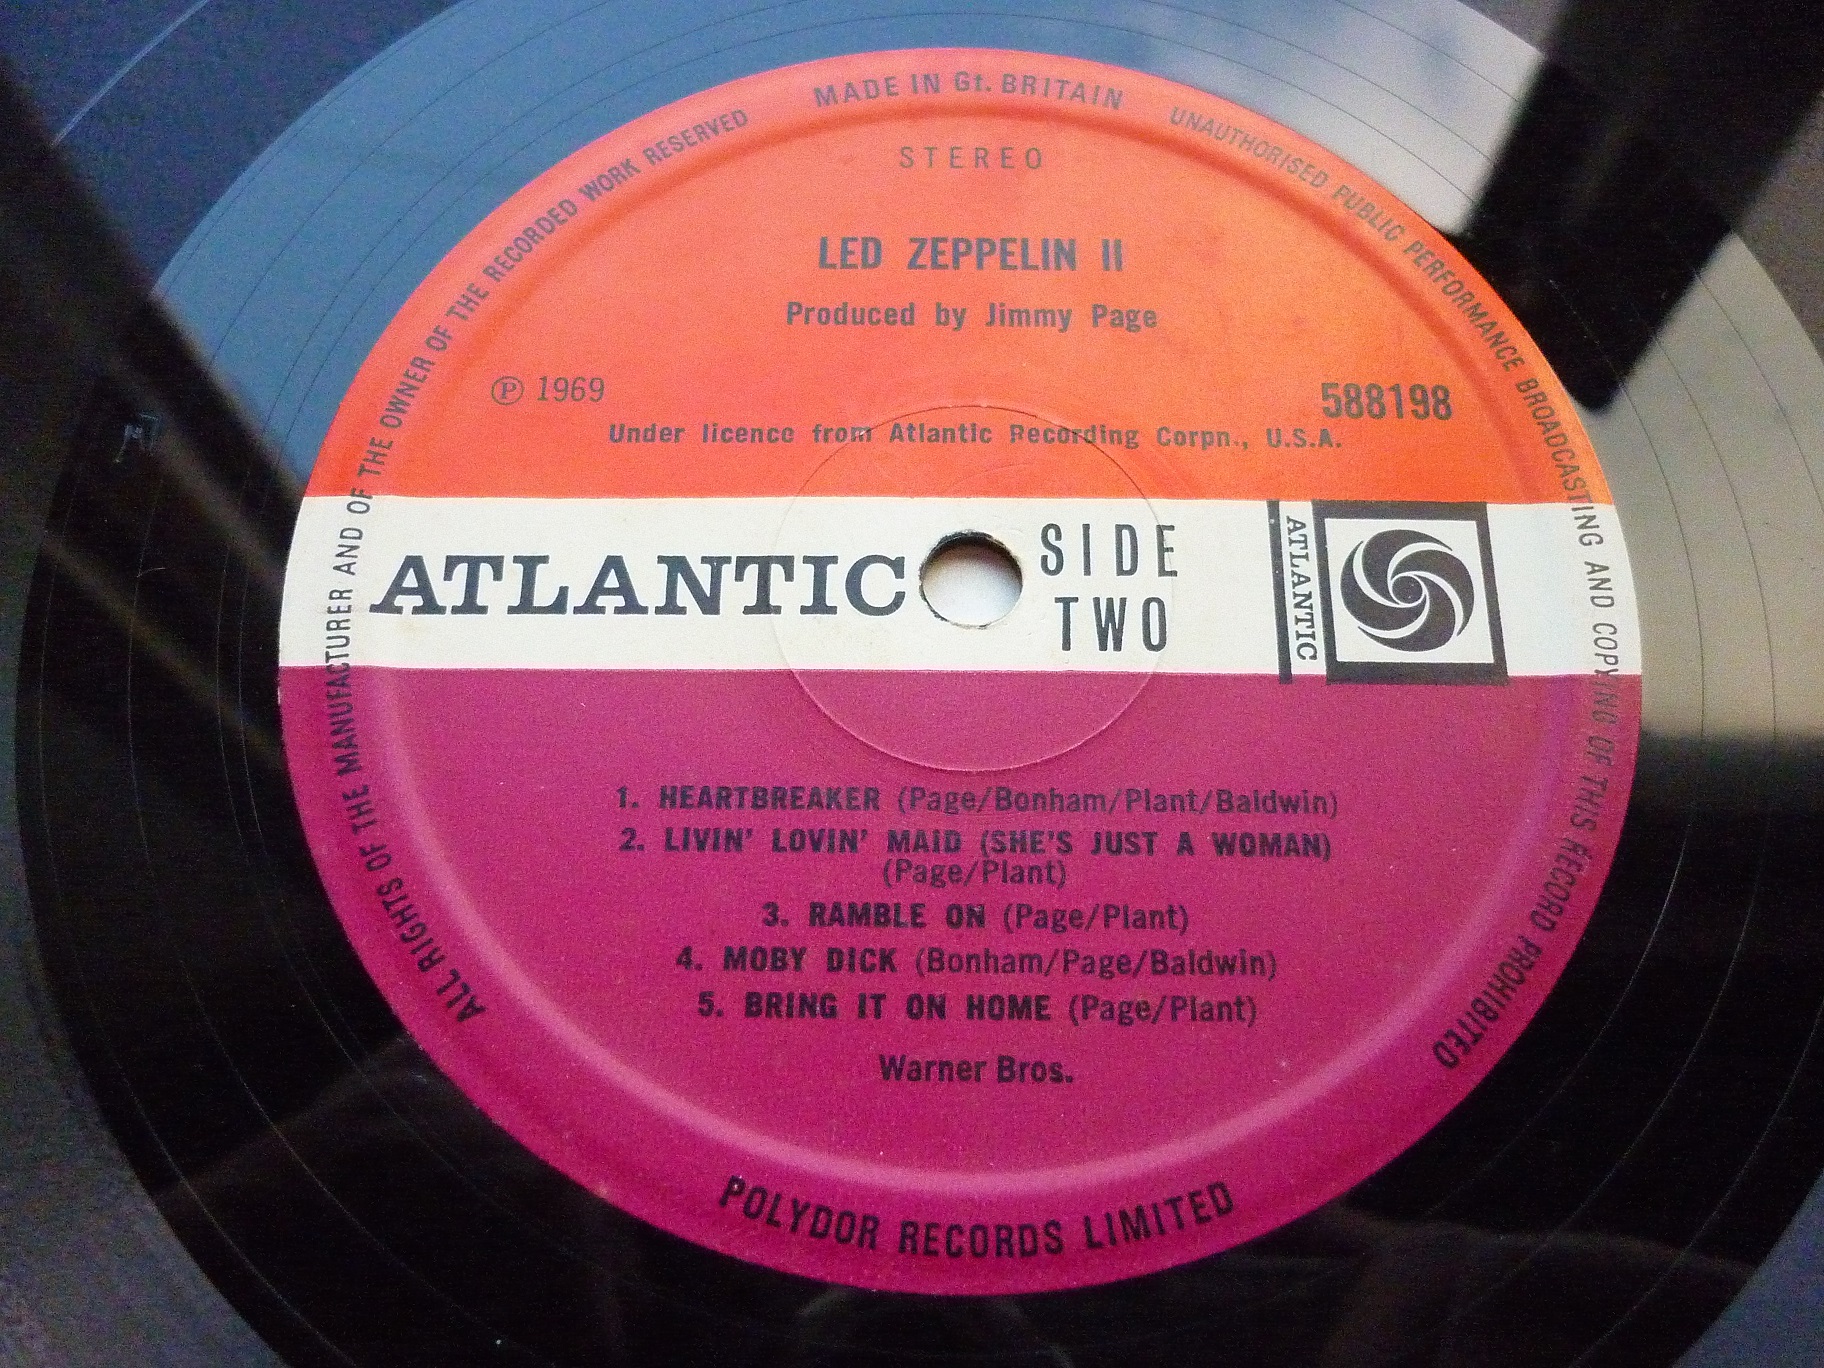 MADE IN Gt. BRITAIN
UNAUTHORISED PUBLIC PERFORMANCE BROADCASTING AND COPYING OF THIS RECORD PROHIBITED
ALL RIGHTS OF THE MANUFACTURER AND OF THE OWNER OF THE RECORDED WORK RESERVED
STEREO
LED ZEPPELIN II
Produced by Jimmy Page
℗ 1969
588198
Under licence from Atlantic Recording Corpn., U.S.A.
ATLANTIC
SIDE
TWO
ATLANTIC
1. HEARTBREAKER (Page/Bonham/Plant/Baldwin)
2. LIVIN' LOVIN' MAID (SHE'S JUST A WOMAN)
(Page/Plant)
3. RAMBLE ON (Page/Plant)
4. MOBY DICK (Bonham/Page/Baldwin)
5. BRING IT ON HOME (Page/Plant)
Warner Bros.
POLYDOR RECORDS LIMITED